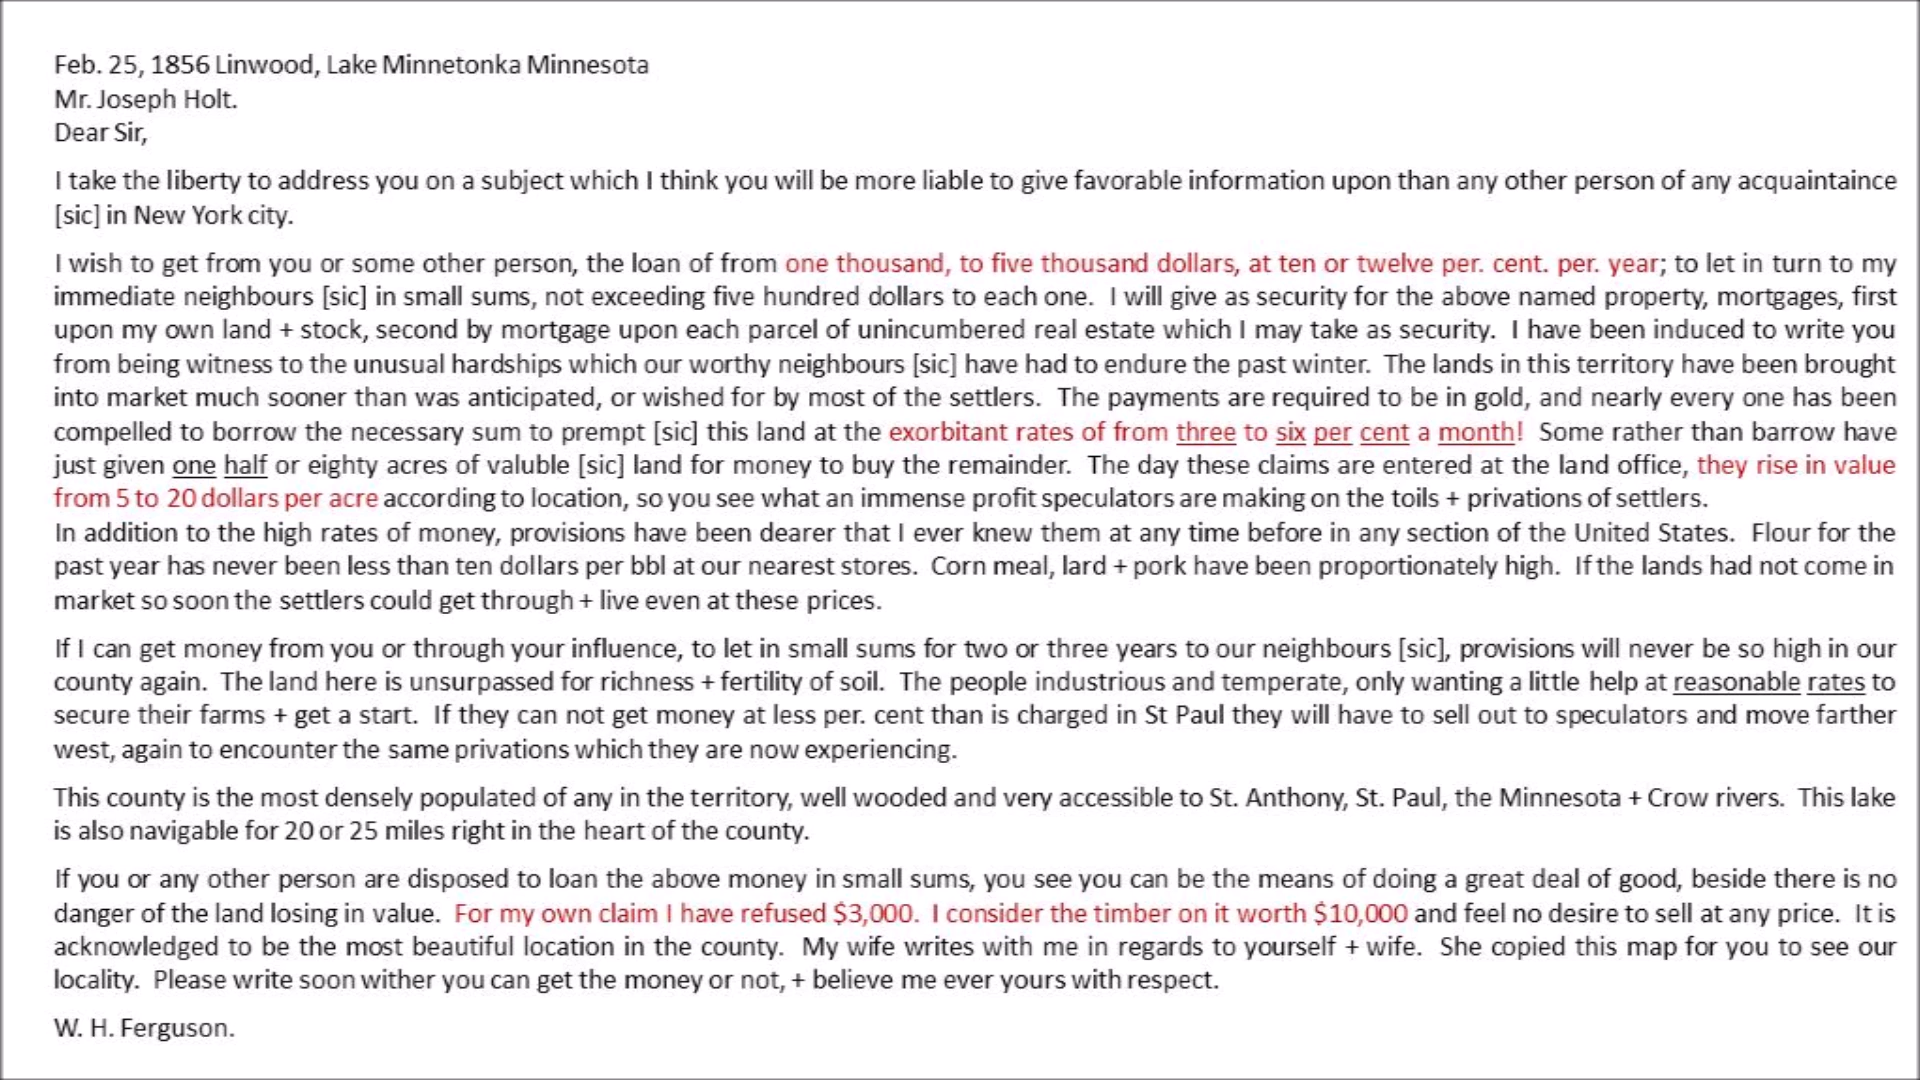 Feb. 25, 1856 Linwood, Lake Minnetonka Minnesota
Mr. Joseph Holt.
Dear Sir,
I take the liberty to address you on a subject which I think you will be more liable to give favorable information upon than any other person of any acquaintaince
[sic] in New York city.
I wish to get from you or some other person, the loan of from one thousand, to five thousand dollars, at ten or twelve per. cent. per. year; to let in turn to my
immediate neighbours [sic] in small sums, not exceeding five hundred dollars to each one. I will give as security for the above named property, mortgages, first
upon my own land + stock, second by mortgage upon each parcel of unincumbered real estate which I may take as security. I have been induced to write you
from being witness to the unusual hardships which our worthy neighbours [sic] have had to endure the past winter. The lands in this territory have been brought
into market much sooner than was anticipated, or wished for by most of the settlers. The payments are required to be in gold, and nearly every one has been
compelled to borrow the necessary sum to prempt [sic] this land at the exorbitant rates of from three to six per cent a month! Some rather than barrow have
just given one half or eighty acres of valuble [sic] land for money to buy the remainder. The day these claims are entered at the land office, they rise in value
from 5 to 20 dollars per acre according to location, so you see what an immense profit speculators are making on the toils + privations of settlers.
In addition to the high rates of money, provisions have been dearer that I ever knew them at any time before in any section of the United States. Flour for the
past year has never been less than ten dollars per bbl at our nearest stores. Corn meal, lard + pork have been proportionately high. If the lands had not come in
market so soon the settlers could get through + live even at these prices.
If I can get money from you or through your influence, to let in small sums for two or three years to our neighbours [sic], provisions will never be so high in our
county again. The land here is unsurpassed for richness + fertility of soil. The people industrious and temperate, only wanting a little help at reasonable rates to
secure their farms + get a start. If they can not get money at less per. cent than is charged in St Paul they will have to sell out to speculators and move farther
west, again to encounter the same privations which they are now experiencing.
This county is the most densely populated of any in the territory, well wooded and very accessible to St. Anthony, St. Paul, the Minnesota + Crow rivers. This lake
is also navigable for 20 or 25 miles right in the heart of the county.
If you or any other person are disposed to loan the above money in small sums, you see you can be the means of doing a great deal of good, beside there is no
danger of the land losing in value. For my own claim I have refused $3,000. I consider the timber on it worth $10,000 and feel no desire to sell at any price. It is
acknowledged to be the most beautiful location in the county. My wife writes with me in regards to yourself + wife. She copied this map for you to see our
locality. Please write soon wither you can get the money or not, + believe me ever yours with respect.
W. H. Ferguson.